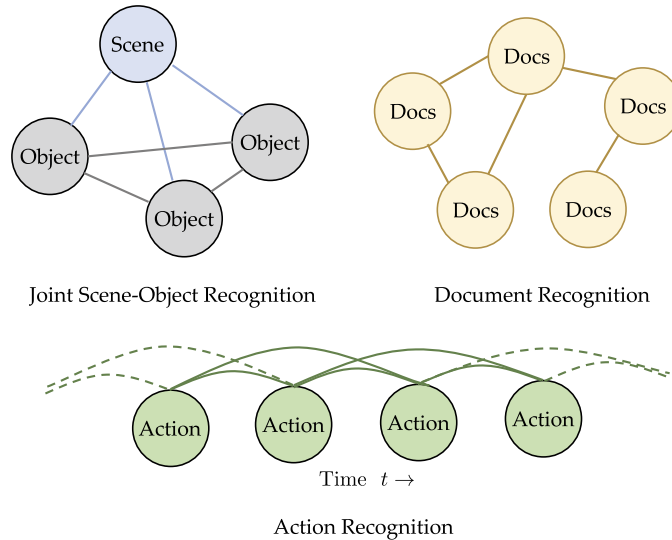 Scene
Object
Object
Object
Joint Scene-Object Recognition
Docs
Docs
Docs
Docs
Docs
Document Recognition
Action
Action
Action
Action
Time t →
Action Recognition